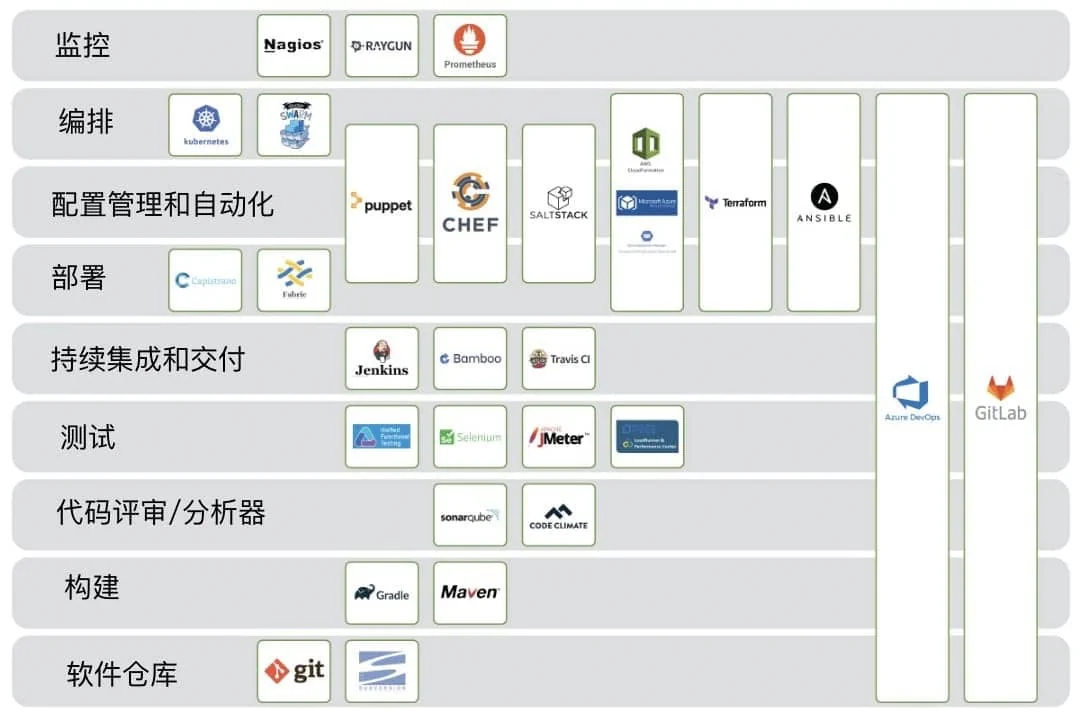 监控
Nagios
RAYGUN
Prometheus
编排
kubernetes
SWARM
AWS
CloudFormation
配置管理和自动化
puppet
CHEF
SALTSTACK
Microsoft Azure
Terraform
ANSIBLE
部署
Capistrano
Fabric
持续集成和交付
Jenkins
Bamboo
Travis CI
Azure DevOps
GitLab
测试
Unified
Functional
Testing
Se Selenium
APACHE
JMeter™
LoadRunner &
Performance Center
代码评审/分析器
sonarqube
CODE CLIMATE
构建
Gradle
Maven
软件仓库
git
SUBVERSION